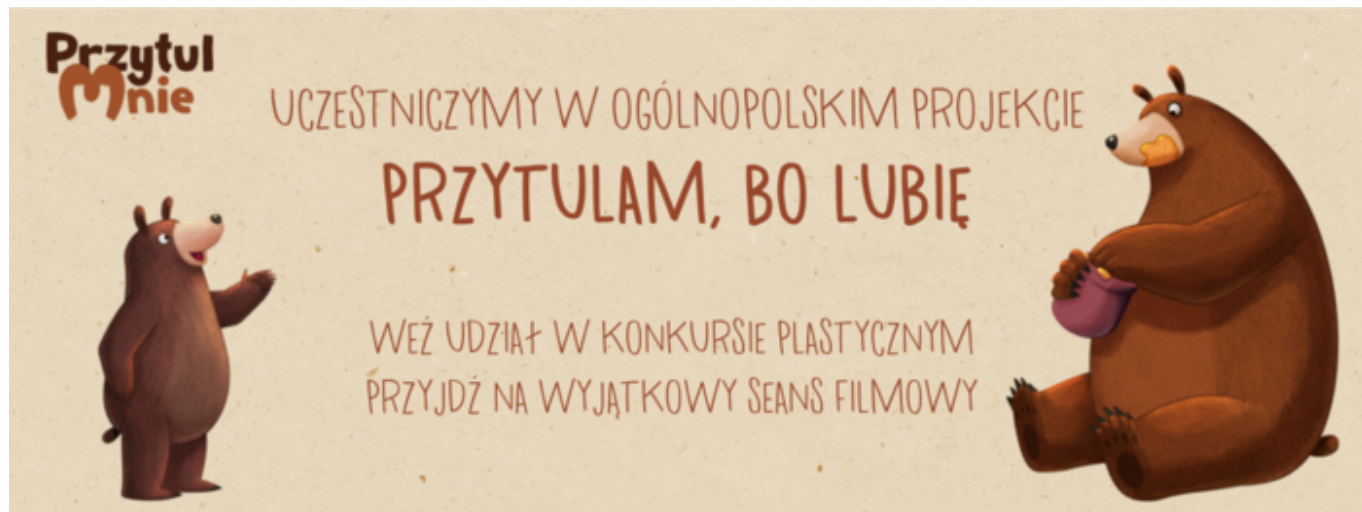 Przytul
Mnie
UCZESTNICZYMY W OGÓLNOPOLSKIM PROJEKCIE
PRZYTULAM, BO LUBIĘ
WEŹ UDZIAŁ W KONKURSIE PLASTYCZNYM
PRZYJDŹ NA WYJĄTKOWY SEANS FILMOWY